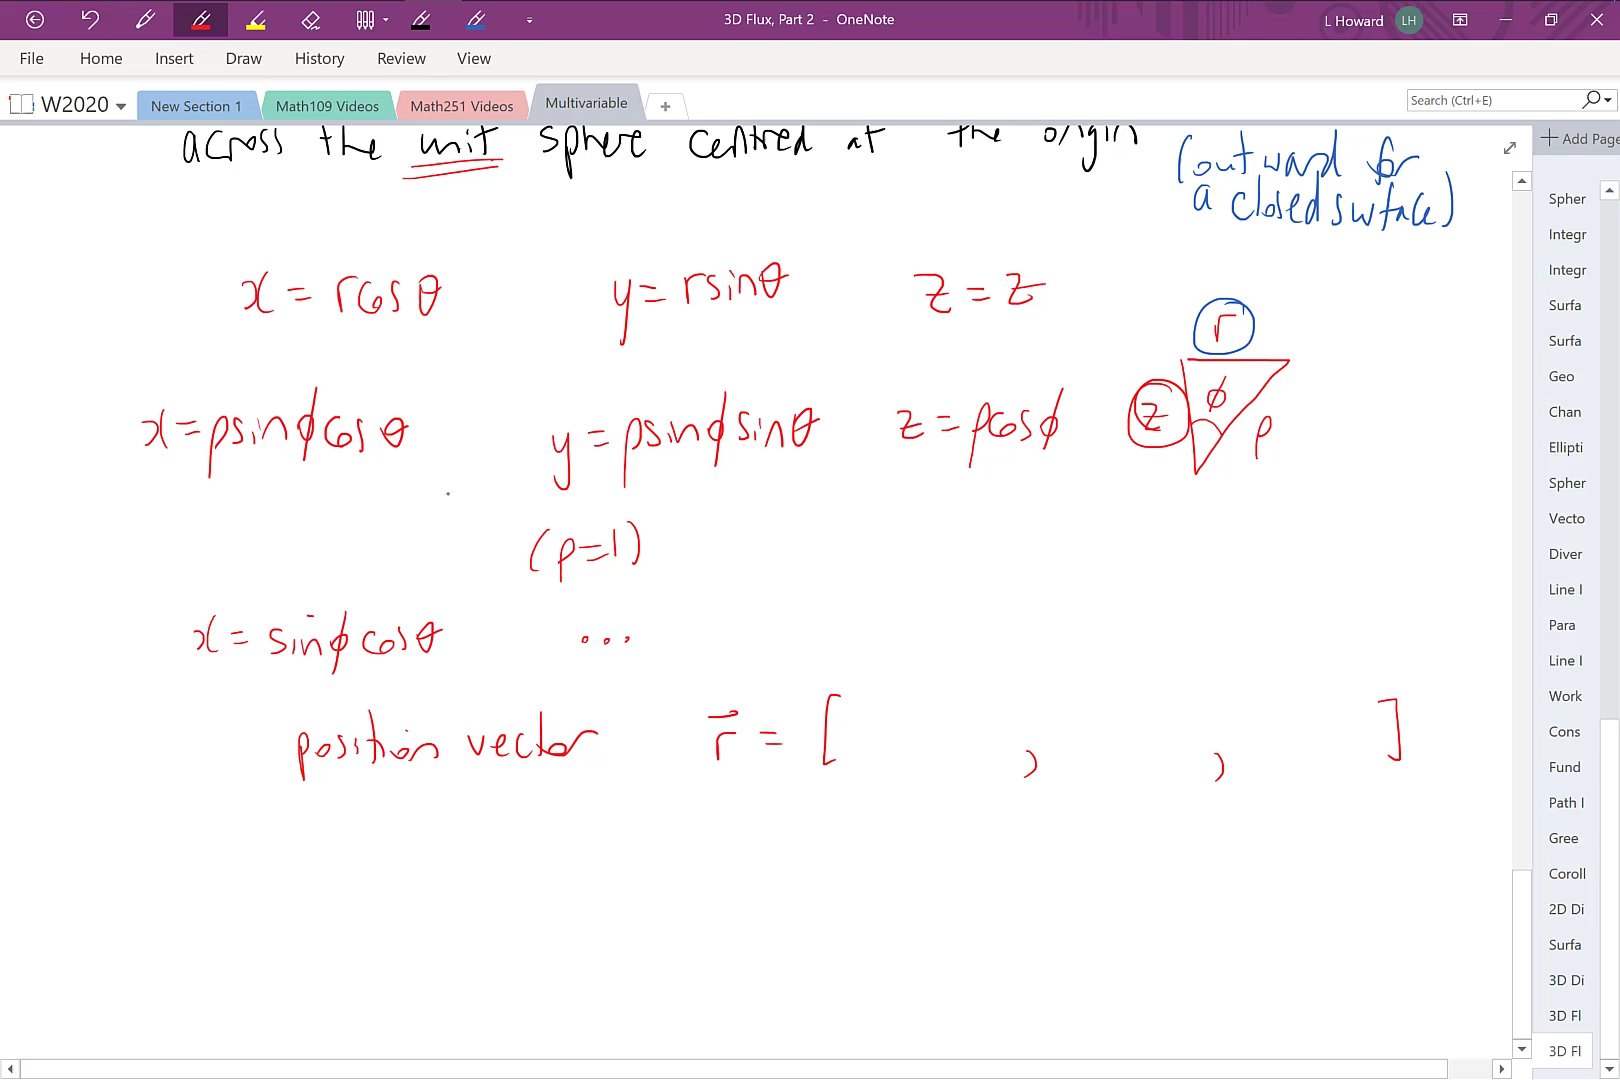 3D Flux, Part 2 - OneNote
L Howard LH
File Home Insert Draw History Review View
W2020 New Section 1 Math109 Videos Math251 Videos Multivariable
Search (Ctrl+E)
Add Page
across the unit sphere centred at the origin
(outward for
a closed surface)
x = r cos θ y = r sin θ z = z
r
z ϕ ρ
x = ρ sin ϕ cos θ y = ρ sin ϕ sin θ z = ρ cos ϕ
(ρ = 1)
x = sin ϕ cos θ ...
position vector r⃗ = [ , , ]
Spher
Integr
Integr
Surfa
Surfa
Geo
Chan
Ellipti
Spher
Vecto
Diver
Line I
Para
Line I
Work
Cons
Fund
Path I
Gree
Coroll
2D Di
Surfa
3D Di
3D Fl
3D Fl